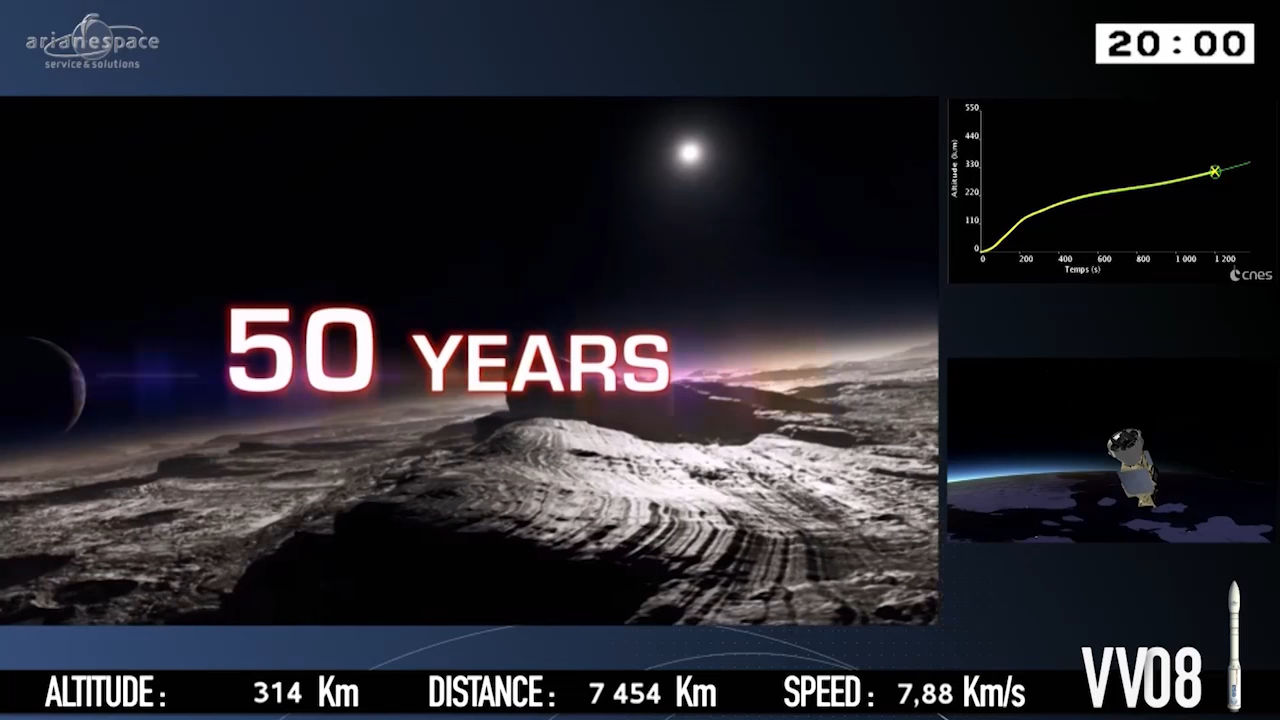 arianespace
service & solutions
20:00
550
440
330
220
110
0
Altitude (km)
0 200 400 600 800 1 000 1 200
Temps (s)
cnes
50 YEARS
VV08
ALTITUDE : 314 Km DISTANCE : 7 454 Km SPEED : 7,88 Km/s